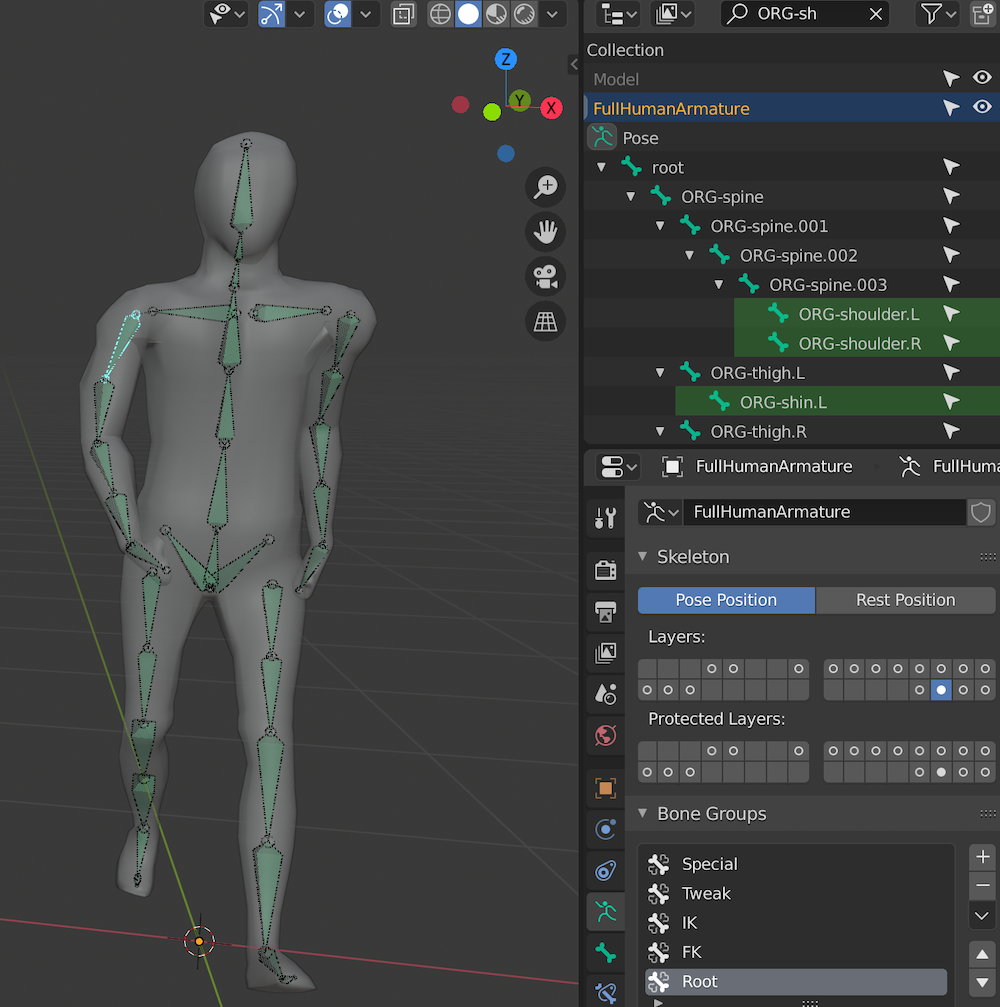 ORG-sh
Collection
Model
FullHumanArmature
Pose
root
ORG-spine
ORG-spine.001
ORG-spine.002
ORG-spine.003
ORG-shoulder.L
ORG-shoulder.R
ORG-thigh.L
ORG-shin.L
ORG-thigh.R
Z
Y
X
FullHumanArmature FullHuma
FullHumanArmature
Skeleton
Pose Position Rest Position
Layers:
Protected Layers:
Bone Groups
Special
Tweak
IK
FK
Root